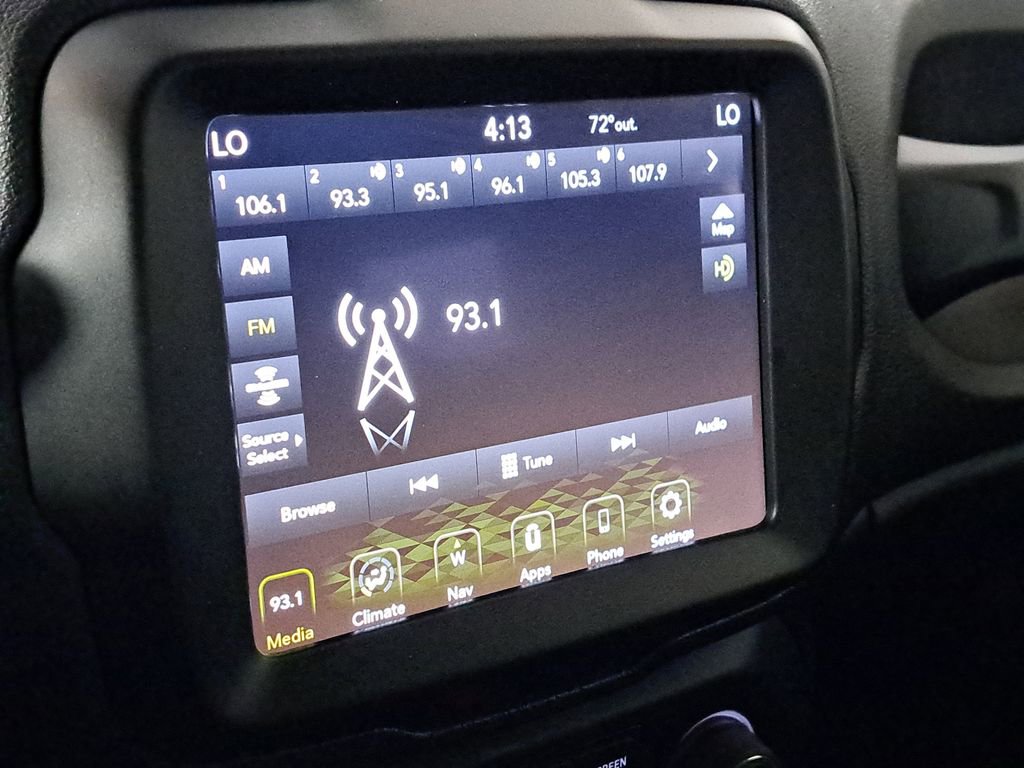 LO 4:13 72°out. LO
1 106.1 2 93.3 3 95.1 4 96.1 5 105.3 6 107.9
Map
AM
HD
FM
93.1
Source
Select
Browse Tune Audio
93.1 W
Media Climate Nav Apps Phone Settings